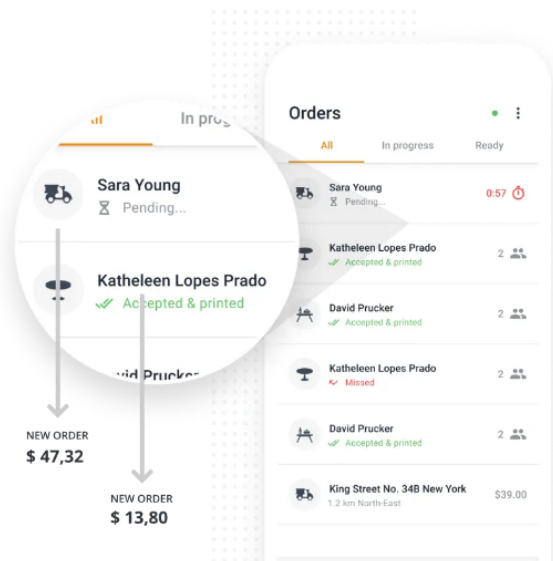 All
In prog
Sara Young
Pending...
Katheleen Lopes Prado
Accepted & printed
David Prucker
NEW ORDER
$ 47,32
NEW ORDER
$ 13,80
Orders
All
In progress
Ready
Sara Young
0:57
Pending...
Katheleen Lopes Prado
2
Accepted & printed
David Prucker
2
Accepted & printed
Katheleen Lopes Prado
2
Missed
David Prucker
2
Accepted & printed
King Street No. 34B New York
$39.00
1.2 km North-East